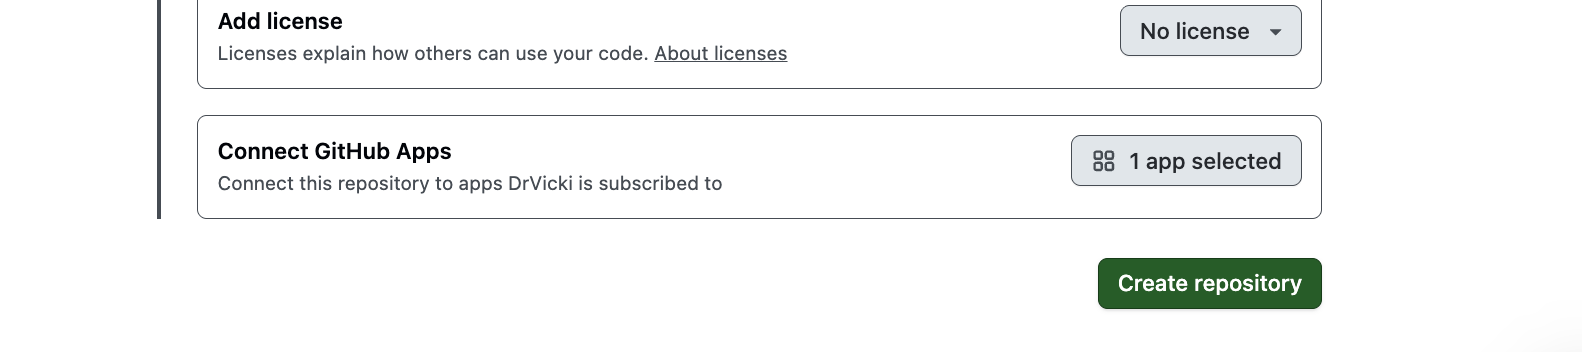 Add license
No license
Licenses explain how others can use your code. About licenses
Connect GitHub Apps
1 app selected
Connect this repository to apps DrVicki is subscribed to
Create repository